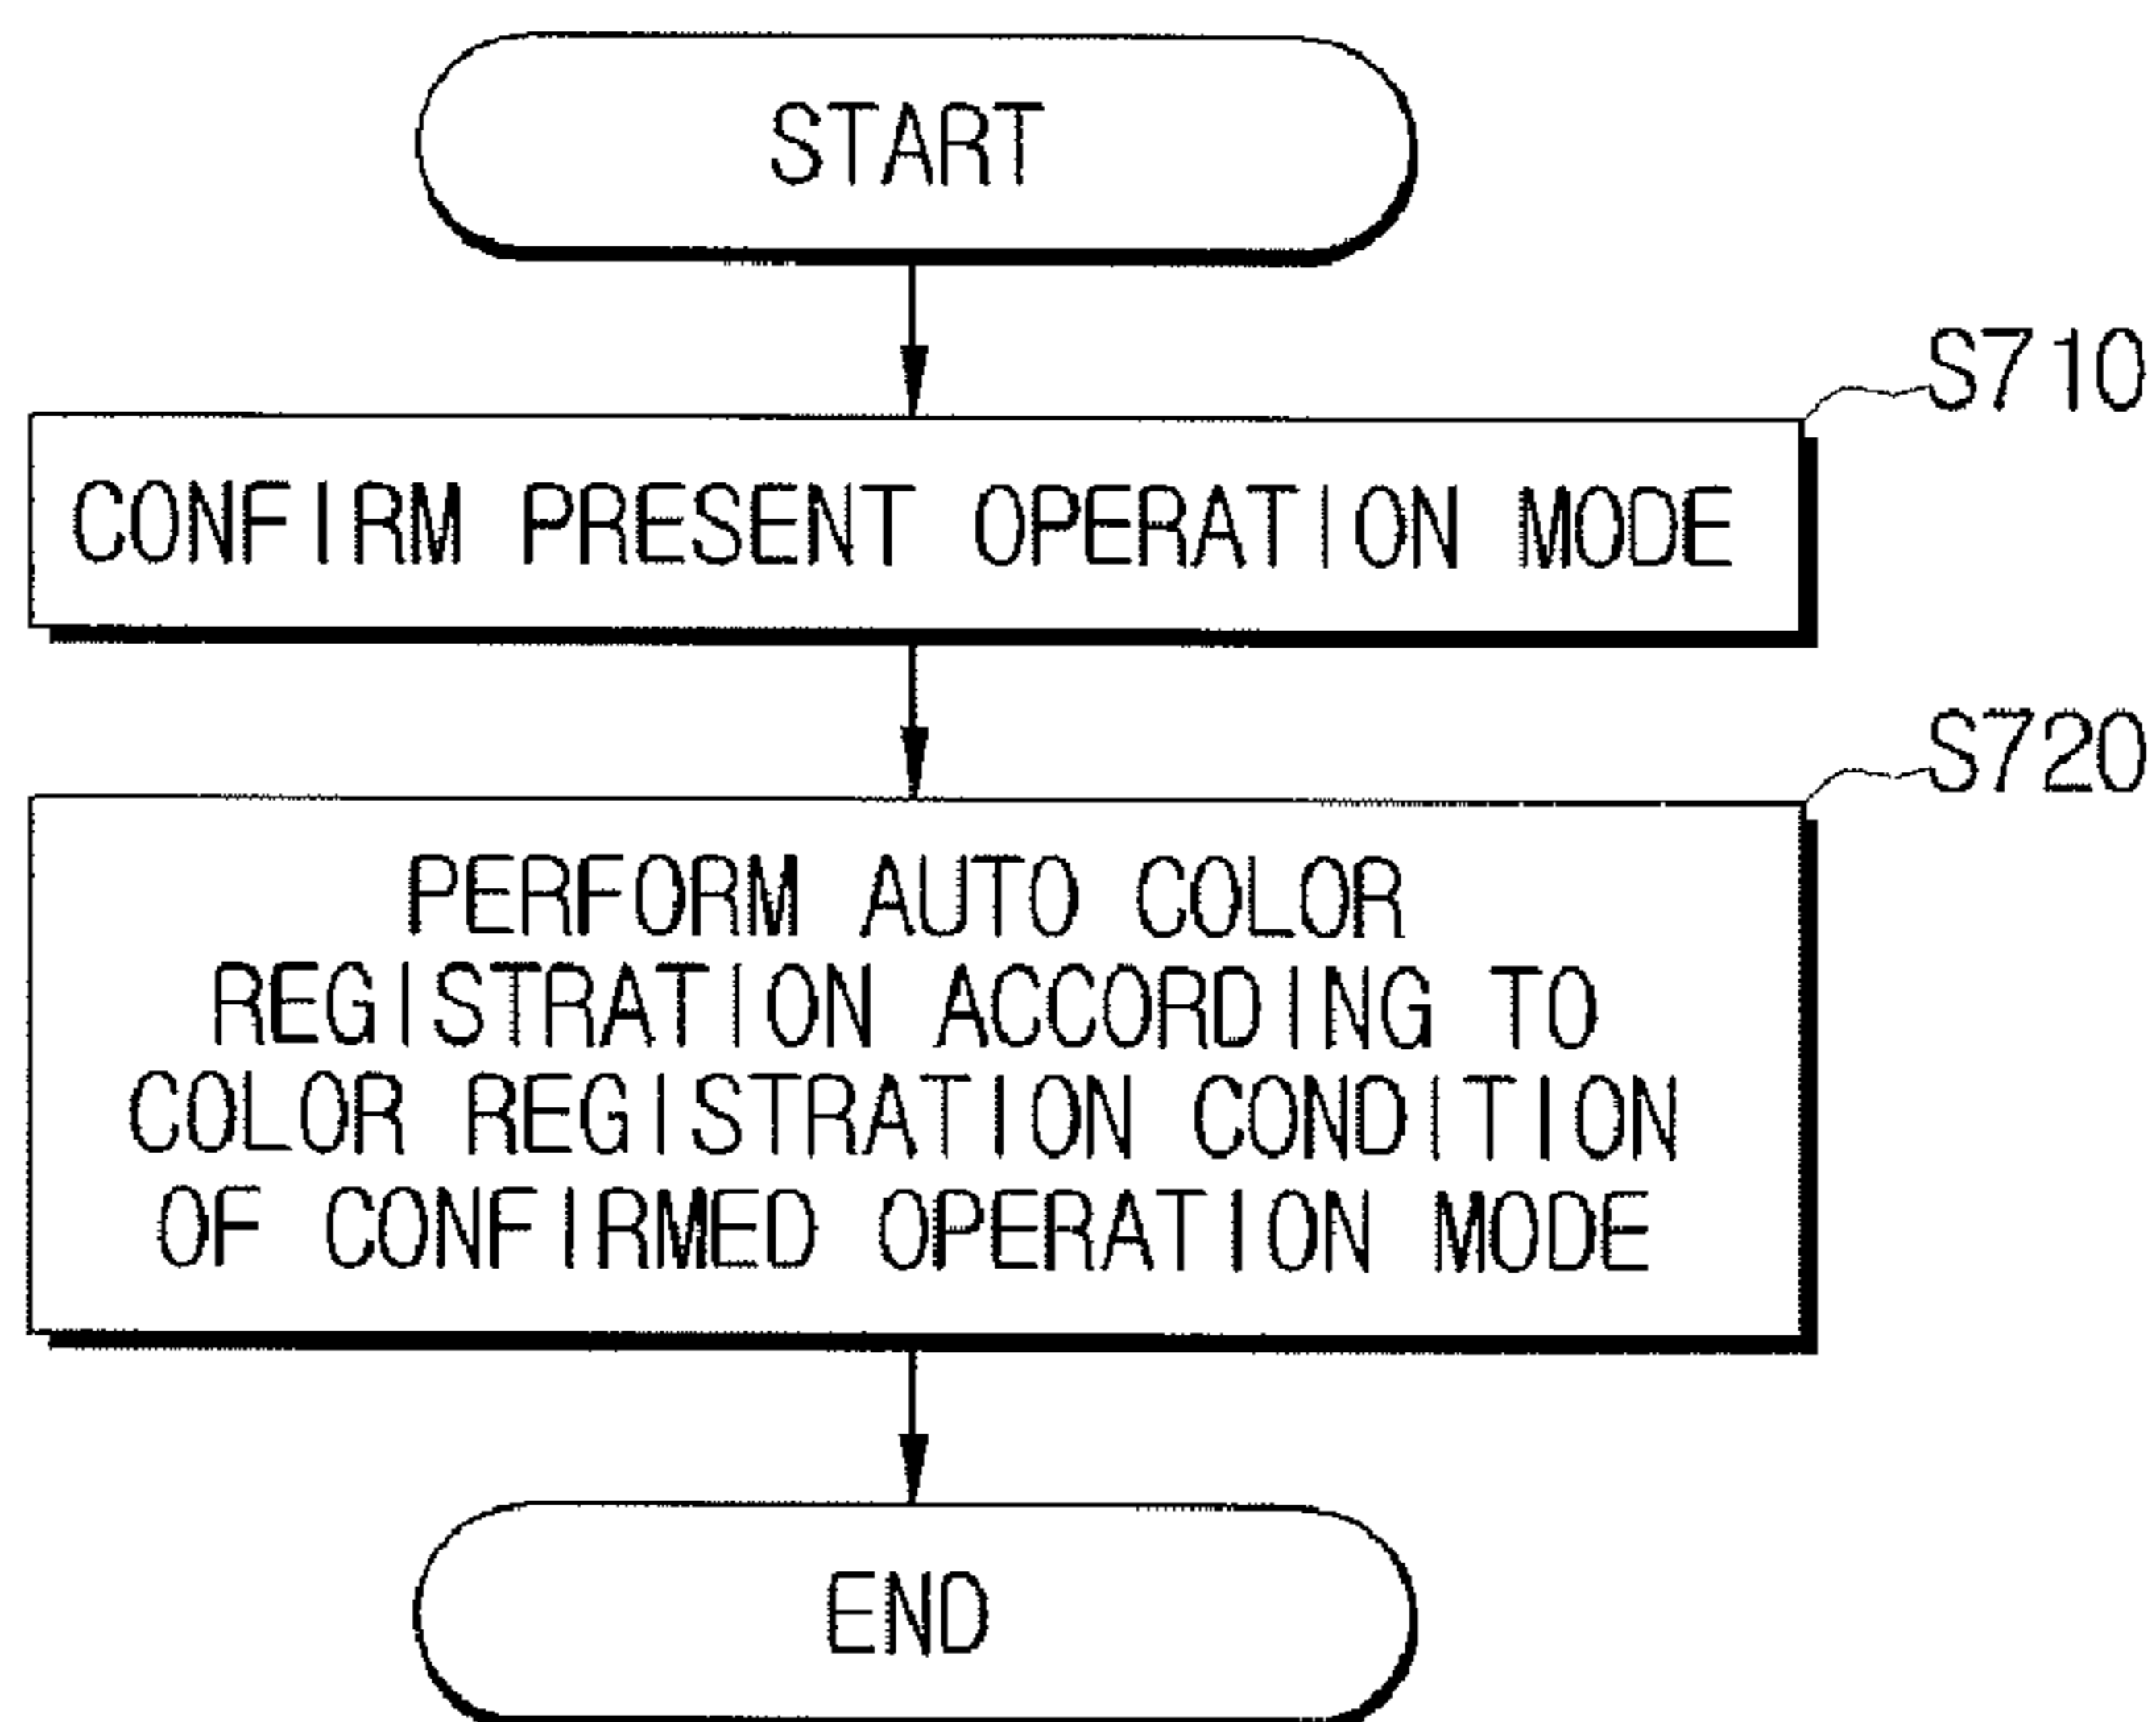 START
S710
CONFIRM PRESENT OPERATION MODE
S720
PERFORM AUTO COLOR
REGISTRATION ACCORDING TO
COLOR REGISTRATION CONDITION
OF CONFIRMED OPERATION MODE
END